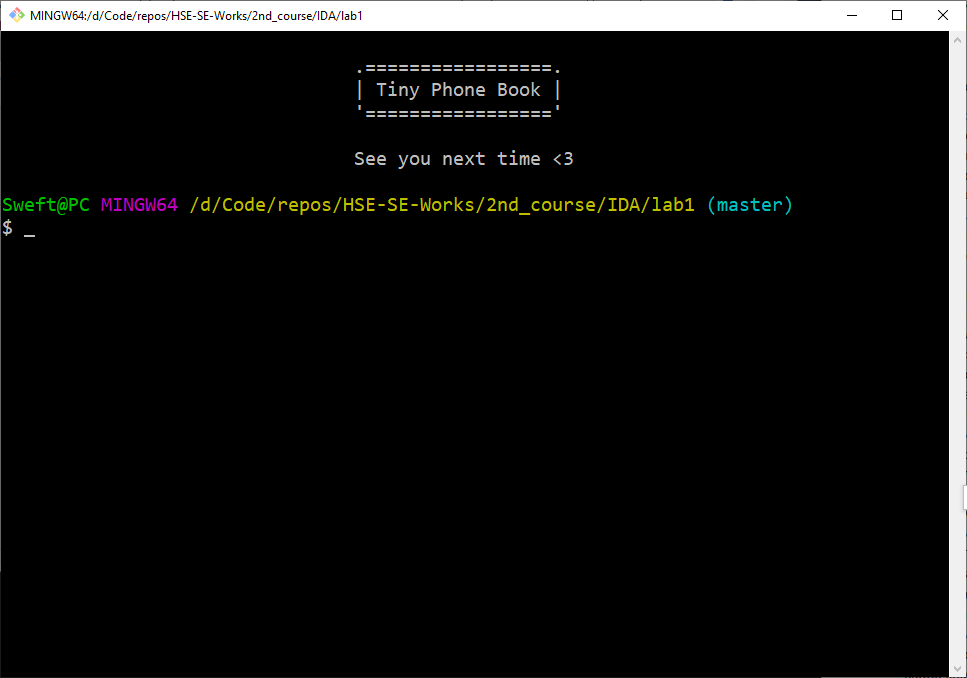 MINGW64:/d/Code/repos/HSE-SE-Works/2nd_course/IDA/lab1
.=================.
| Tiny Phone Book |
'================='
See you next time <3
Sweft@PC MINGW64 /d/Code/repos/HSE-SE-Works/2nd_course/IDA/lab1 (master)
$ _